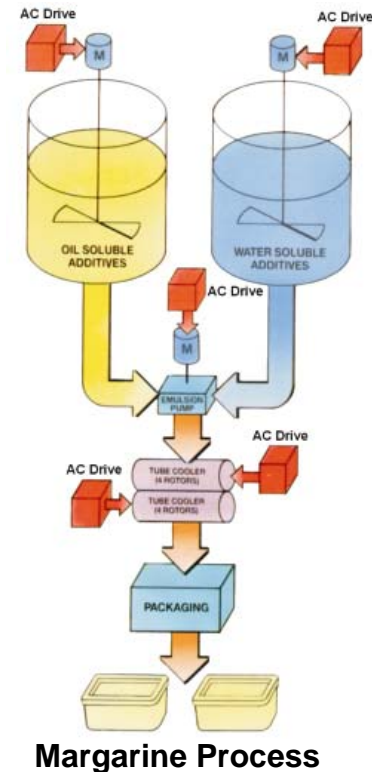 AC Drive
AC Drive
M
M
OIL SOLUBLE
ADDITIVES
WATER SOLUBLE
ADDITIVES
AC Drive
M
EMULSION
PUMP
AC Drive
TUBE COOLER
(4 ROTORS)
AC Drive
TUBE COOLER
(4 ROTORS)
PACKAGING
Margarine Process